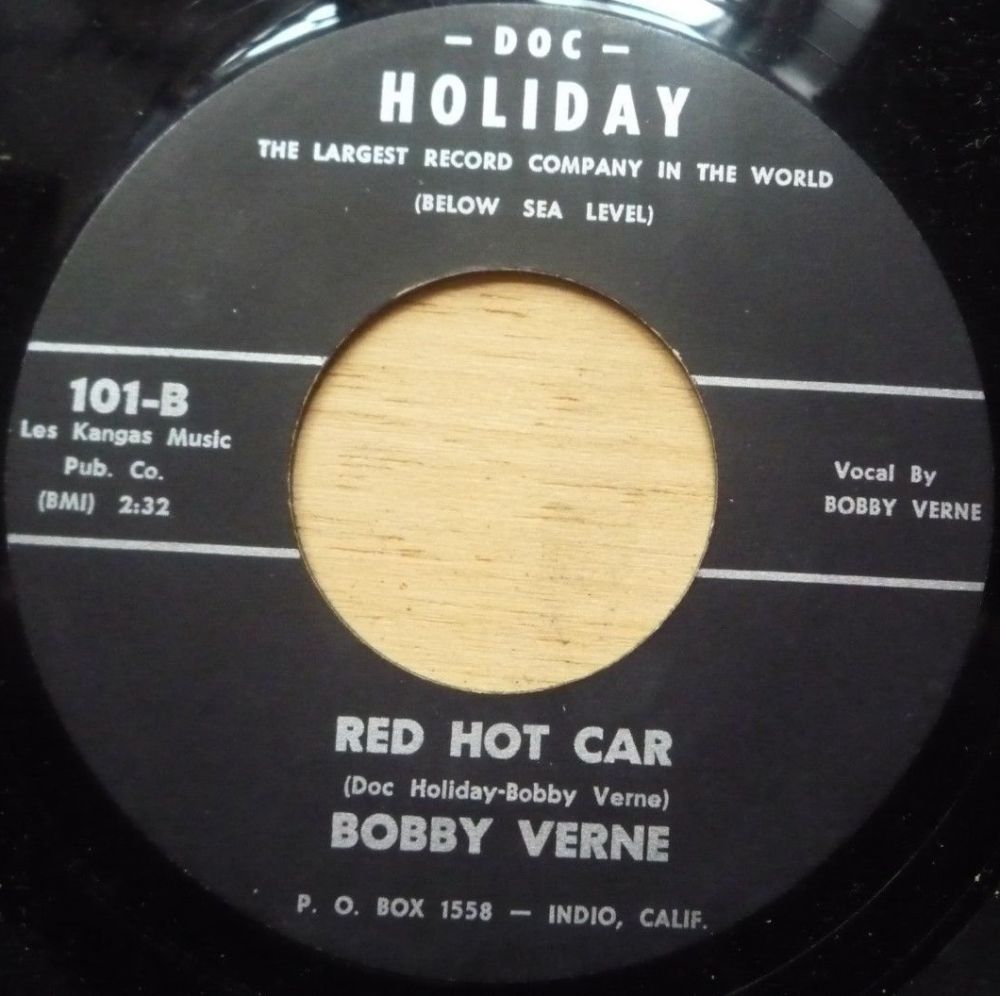 — DOC —
HOLIDAY
THE LARGEST RECORD COMPANY IN THE WORLD
(BELOW SEA LEVEL)
101-B
Les Kangas Music
Pub. Co.
(BMI) 2:32
Vocal By
BOBBY VERNE
RED HOT CAR
(Doc Holiday-Bobby Verne)
BOBBY VERNE
P. O. BOX 1558 — INDIO, CALIF.